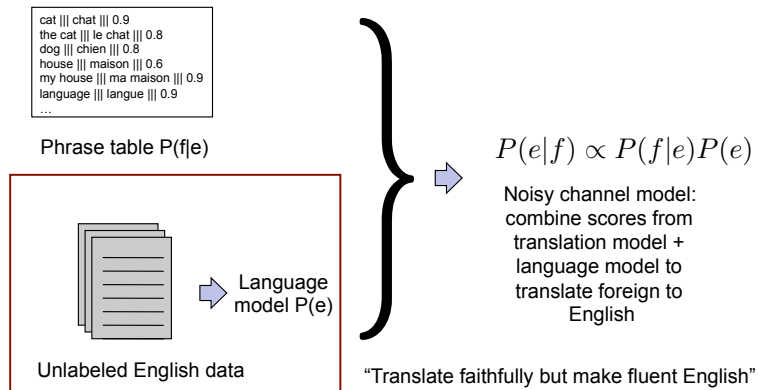 cat ||| chat ||| 0.9
the cat ||| le chat ||| 0.8
dog ||| chien ||| 0.8
house ||| maison ||| 0.6
my house ||| ma maison ||| 0.9
language ||| langue ||| 0.9
…
Phrase table P(f|e)
Language
model P(e)
Unlabeled English data
P(e|f) ∝ P(f|e)P(e)
Noisy channel model:
combine scores from
translation model +
language model to
translate foreign to
English
“Translate faithfully but make fluent English”